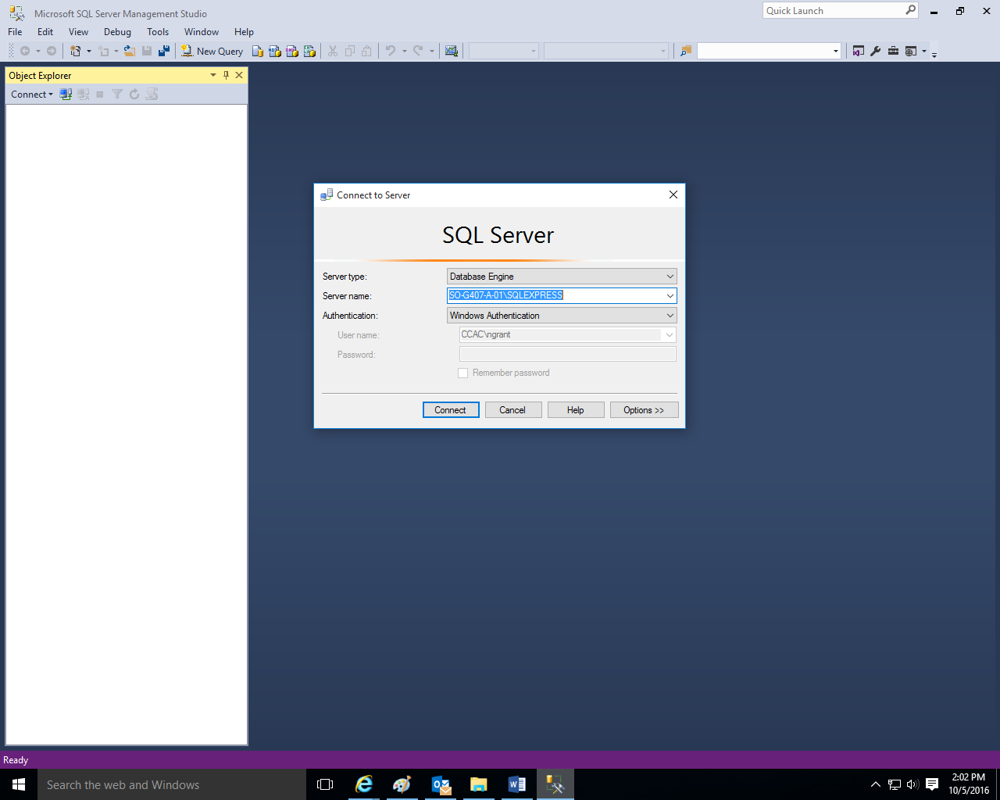 Microsoft SQL Server Management Studio
Quick Launch
File Edit View Debug Tools Window Help
New Query
Object Explorer
Connect
Connect to Server
SQL Server
Server type: Database Engine
Server name: SO-G407-A-01\SQLEXPRESS
Authentication: Windows Authentication
User name: CCAC\ngrant
Password:
Remember password
Connect Cancel Help Options >>
Ready
Search the web and Windows
2:02 PM
10/5/2016